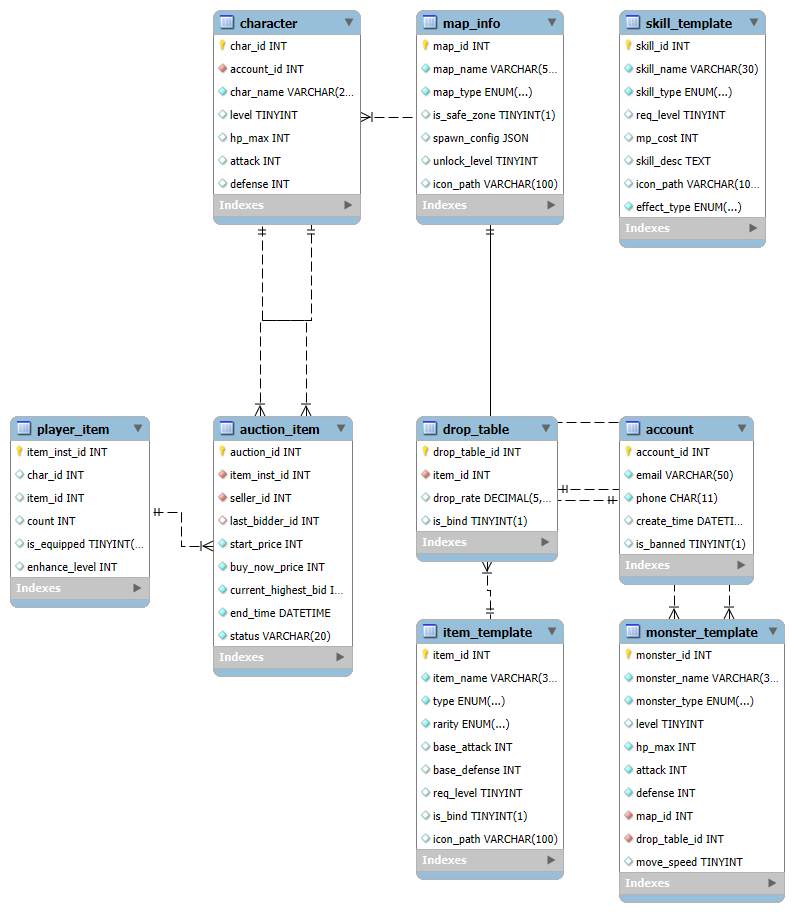 character
char_id INT
account_id INT
char_name VARCHAR(2...
level TINYINT
hp_max INT
attack INT
defense INT
Indexes
map_info
map_id INT
map_name VARCHAR(5...
map_type ENUM(...)
is_safe_zone TINYINT(1)
spawn_config JSON
unlock_level TINYINT
icon_path VARCHAR(100)
Indexes
skill_template
skill_id INT
skill_name VARCHAR(30)
skill_type ENUM(...)
req_level TINYINT
mp_cost INT
skill_desc TEXT
icon_path VARCHAR(10...
effect_type ENUM(...)
Indexes
player_item
item_inst_id INT
char_id INT
item_id INT
count INT
is_equipped TINYINT(...
enhance_level INT
Indexes
auction_item
auction_id INT
item_inst_id INT
seller_id INT
last_bidder_id INT
start_price INT
buy_now_price INT
current_highest_bid I...
end_time DATETIME
status VARCHAR(20)
Indexes
drop_table
drop_table_id INT
item_id INT
drop_rate DECIMAL(5,...
is_bind TINYINT(1)
Indexes
account
account_id INT
email VARCHAR(50)
phone CHAR(11)
create_time DATETI...
is_banned TINYINT(1)
Indexes
item_template
item_id INT
item_name VARCHAR(3...
type ENUM(...)
rarity ENUM(...)
base_attack INT
base_defense INT
req_level TINYINT
is_bind TINYINT(1)
icon_path VARCHAR(100)
Indexes
monster_template
monster_id INT
monster_name VARCHAR(3...
monster_type ENUM(...)
level TINYINT
hp_max INT
attack INT
defense INT
map_id INT
drop_table_id INT
move_speed TINYINT
Indexes